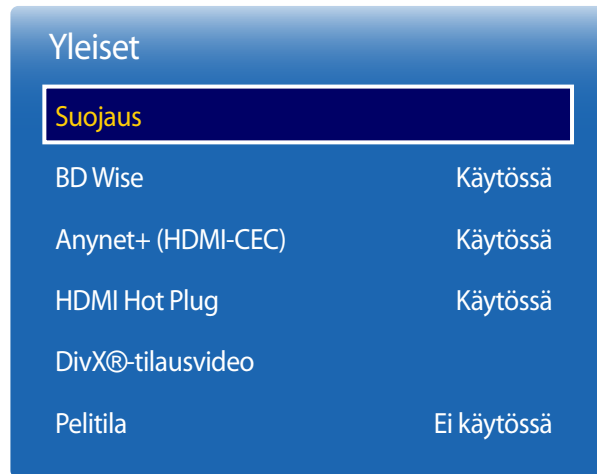 Yleiset
Suojaus
BD Wise Käytössä
Anynet+ (HDMI-CEC) Käytössä
HDMI Hot Plug Käytössä
DivX®-tilausvideo
Pelitila Ei käytössä